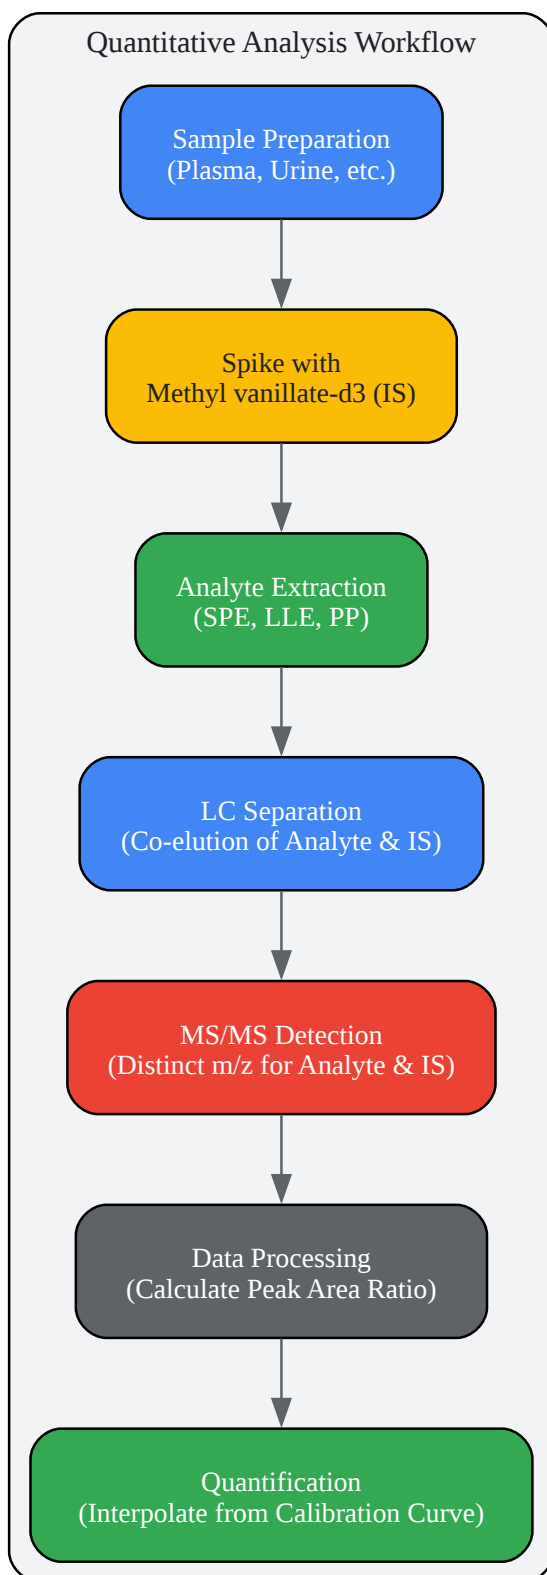 Quantitative Analysis Workflow
Sample Preparation
(Plasma, Urine, etc.)
Spike with
Methyl vanillate-d3 (IS)
Analyte Extraction
(SPE, LLE, PP)
LC Separation
(Co-elution of Analyte & IS)
MS/MS Detection
(Distinct m/z for Analyte & IS)
Data Processing
(Calculate Peak Area Ratio)
Quantification
(Interpolate from Calibration Curve)